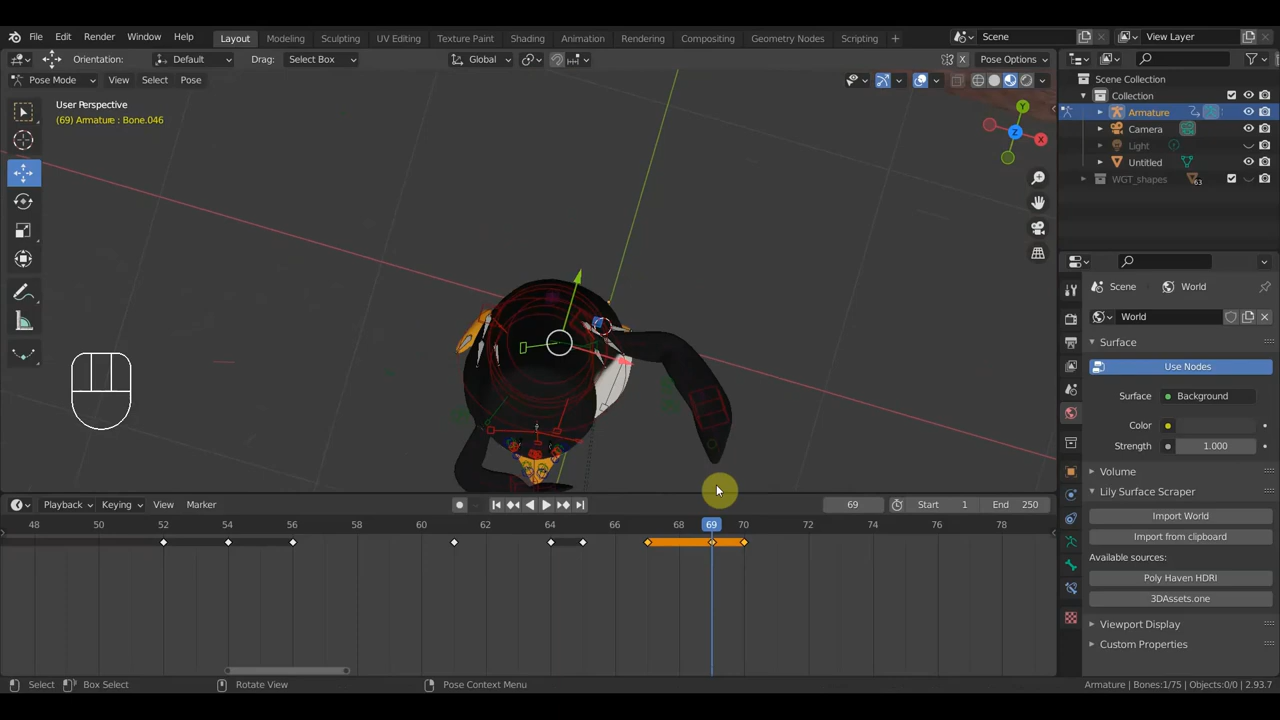 File Edit Render Window Help Layout Modeling Sculpting UV Editing Texture Paint Shading Animation Rendering Compositing Geometry Nodes Scripting + Scene View Layer
Orientation: Default Drag: Select Box Global X Pose Options
Pose Mode View Select Pose
Scene Collection
Collection
Armature
Camera
Light
Untitled
WGT_shapes 63
User Perspective
(69) Armature : Bone.046
Y
X
Z
Scene World
World
Surface
Use Nodes
Surface Background
Color
Strength 1.000
Volume
Lily Surface Scraper
Import World
Import from clipboard
Available sources:
Poly Haven HDRI
3DAssets.one
Viewport Display
Custom Properties
Playback Keying View Marker 69 Start 1 End 250
48 50 52 54 56 58 60 62 64 66 68 69 70 72 74 76 78
Select Box Select Rotate View Pose Context Menu Armature | Bones:1/75 | Objects:0/0 | 2.93.7